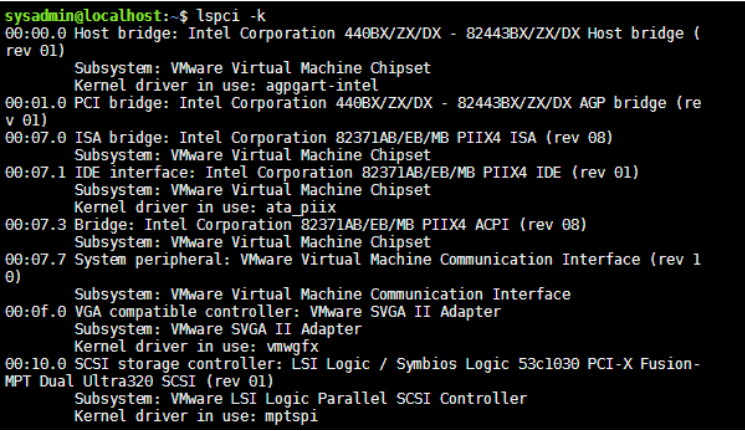 sysadmin@localhost:~$ lspci -k
00:00.0 Host bridge: Intel Corporation 440BX/ZX/DX - 82443BX/ZX/DX Host bridge (
rev 01)
        Subsystem: VMware Virtual Machine Chipset
        Kernel driver in use: agpgart-intel
00:01.0 PCI bridge: Intel Corporation 440BX/ZX/DX - 82443BX/ZX/DX AGP bridge (re
v 01)
00:07.0 ISA bridge: Intel Corporation 82371AB/EB/MB PIIX4 ISA (rev 08)
        Subsystem: VMware Virtual Machine Chipset
00:07.1 IDE interface: Intel Corporation 82371AB/EB/MB PIIX4 IDE (rev 01)
        Subsystem: VMware Virtual Machine Chipset
        Kernel driver in use: ata_piix
00:07.3 Bridge: Intel Corporation 82371AB/EB/MB PIIX4 ACPI (rev 08)
        Subsystem: VMware Virtual Machine Chipset
00:07.7 System peripheral: VMware Virtual Machine Communication Interface (rev 1
0)
        Subsystem: VMware Virtual Machine Communication Interface
00:0f.0 VGA compatible controller: VMware SVGA II Adapter
        Subsystem: VMware SVGA II Adapter
        Kernel driver in use: vmwgfx
00:10.0 SCSI storage controller: LSI Logic / Symbios Logic 53c1030 PCI-X Fusion-
MPT Dual Ultra320 SCSI (rev 01)
        Subsystem: VMware LSI Logic Parallel SCSI Controller
        Kernel driver in use: mptspi